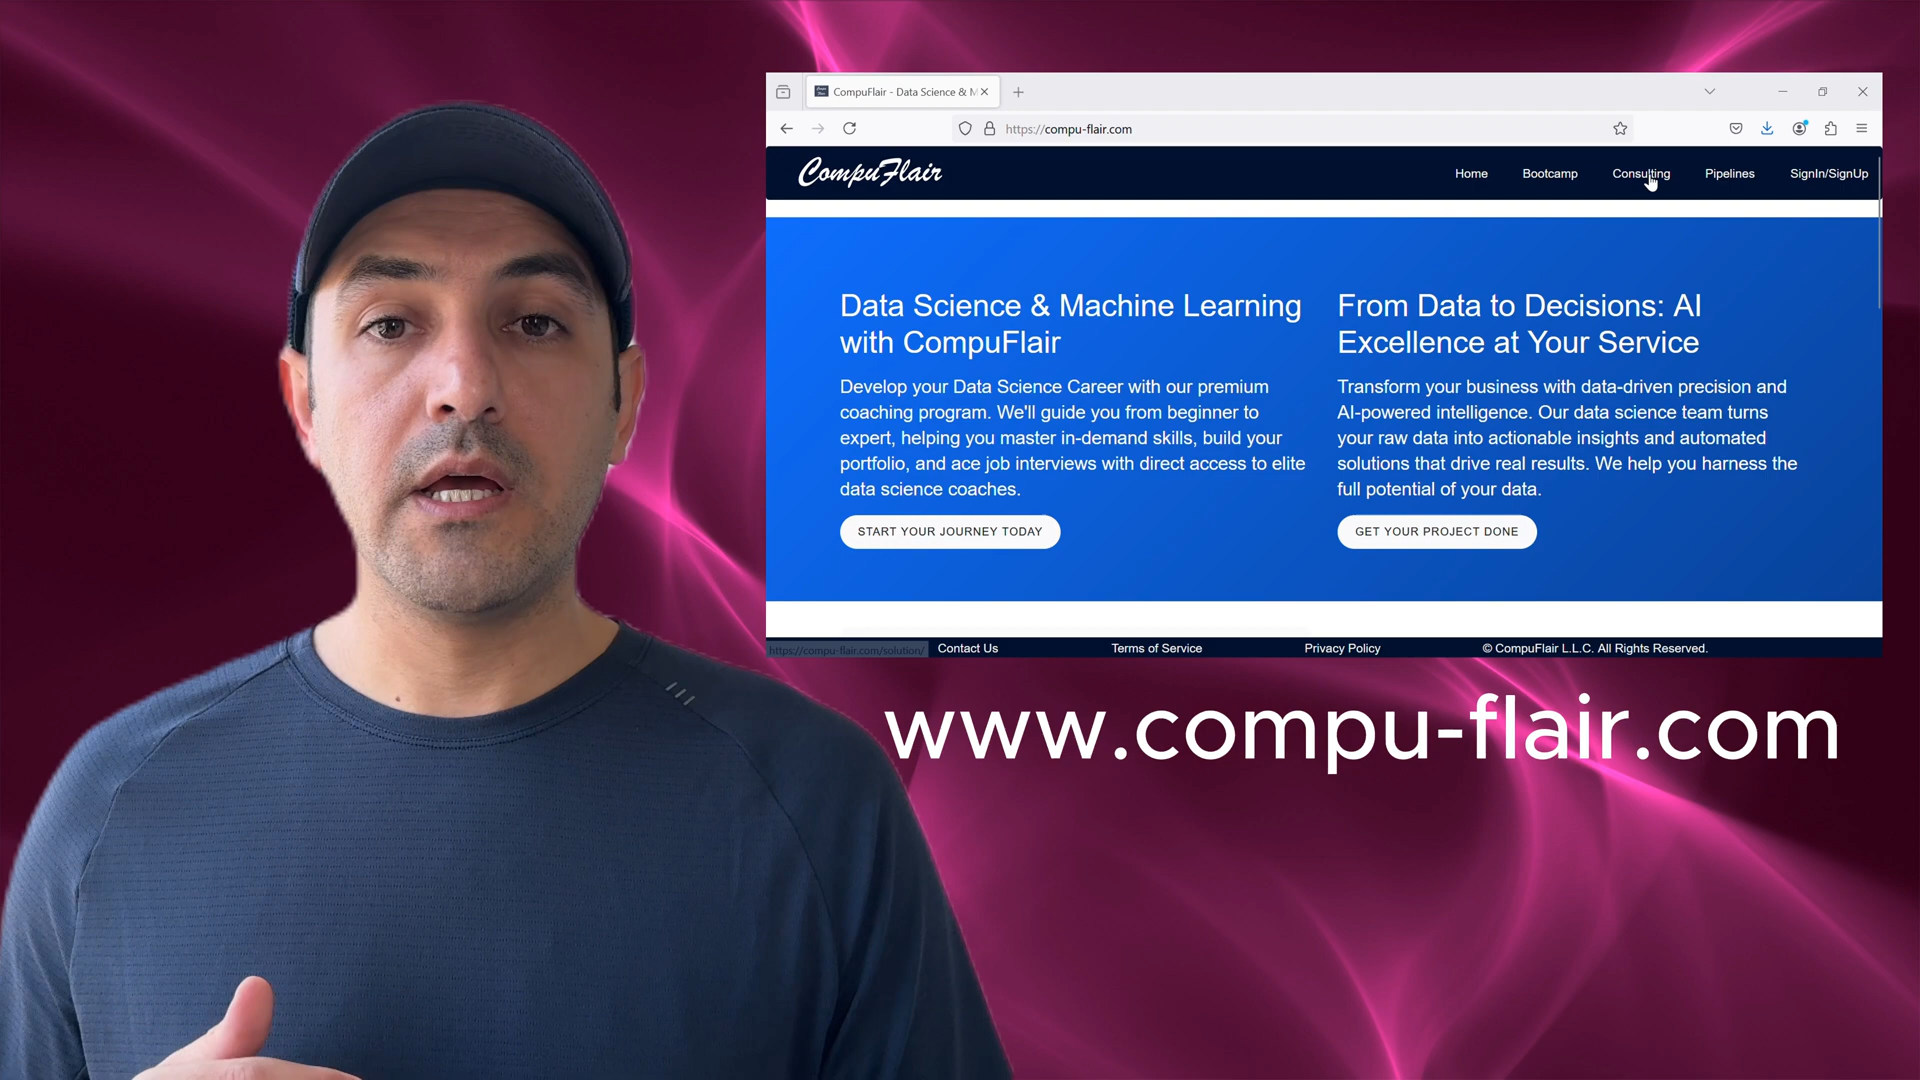 CompuFlair - Data Science & M
https://compu-flair.com
CompuFlair
Home Bootcamp Consulting Pipelines SignIn/SignUp
Data Science & Machine Learning
with CompuFlair
Develop your Data Science Career with our premium
coaching program. We'll guide you from beginner to
expert, helping you master in-demand skills, build your
portfolio, and ace job interviews with direct access to elite
data science coaches.
START YOUR JOURNEY TODAY
From Data to Decisions: AI
Excellence at Your Service
Transform your business with data-driven precision and
AI-powered intelligence. Our data science team turns
your raw data into actionable insights and automated
solutions that drive real results. We help you harness the
full potential of your data.
GET YOUR PROJECT DONE
https://compu-flair.com/solution/
Contact Us Terms of Service Privacy Policy © CompuFlair L.L.C. All Rights Reserved.
www.compu-flair.com